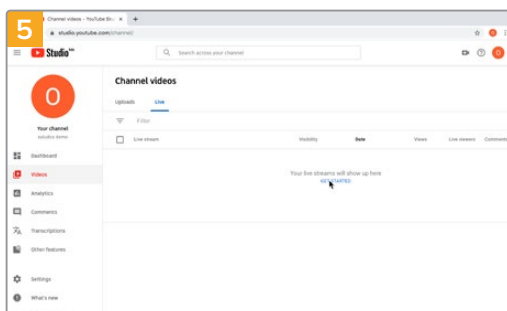 5
Channel videos - YouTube Stu
studio.youtube.com/channel/
Studio
Search across your channel
O
O
Your channel
Channel videos
Uploads
Live
Filter
Live stream
Visibility
Date
Views
Live viewers
Comments
Your live streams will show up here
GET STARTED
Dashboard
Videos
Analytics
Comments
Transcriptions
Other features
Settings
What's new